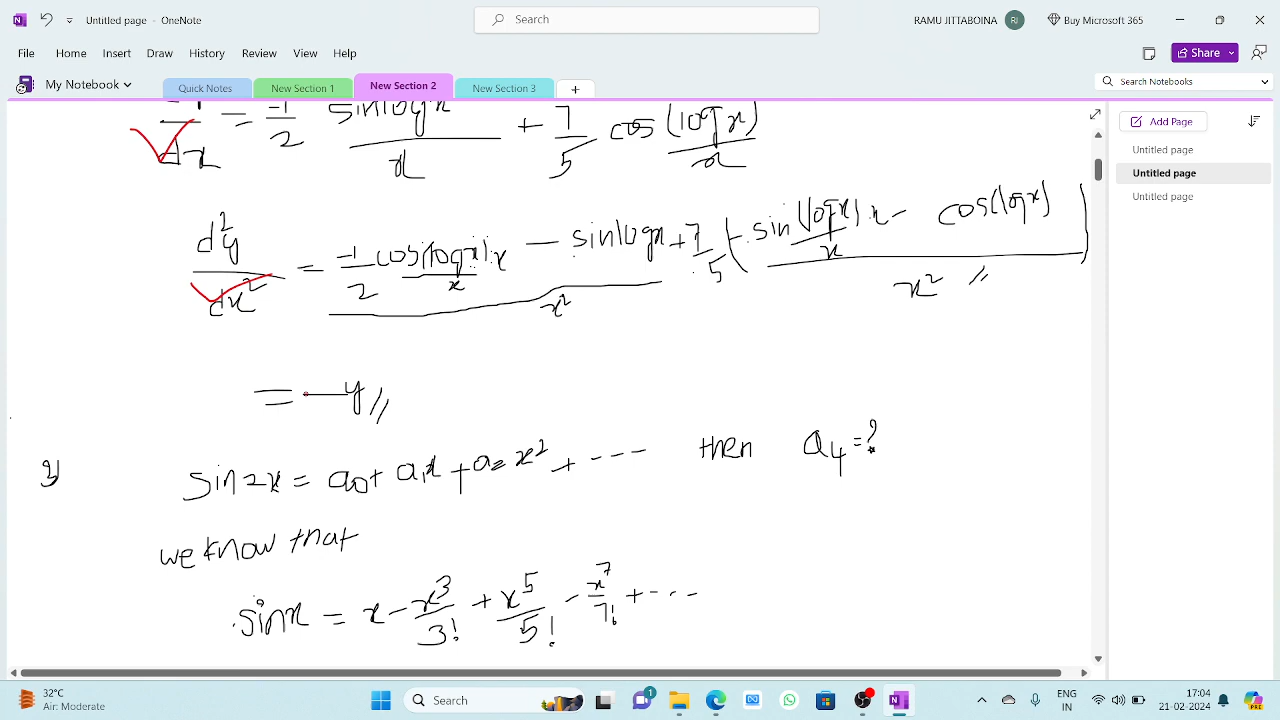 Untitled page - OneNote
Search
RAMU JITTABOINA
RJ
Buy Microsoft 365
File Home Insert Draw History Review View Help
Share
My Notebook
Quick Notes
New Section 1
New Section 2
New Section 3
Search Notebooks
Add Page
Untitled page
Untitled page
Untitled page
dx = -1/2 sin log x / x + 7/5 cos (log x) / x
d²y/dx² = (-1/2 cos(log x)/x · x - sin log x) / x² + 7/5 (- sin(log x)/x · x - cos(log x)) / x² //
= - y //
sin2x = a0 + a1x + a2x² + ---- then a4 = ?
we know that
sinx = x - x³/3! + x⁵/5! - x⁷/7! + ----
32°C
Air: Moderate
Search
1
ENG
IN
17:04
21-02-2024